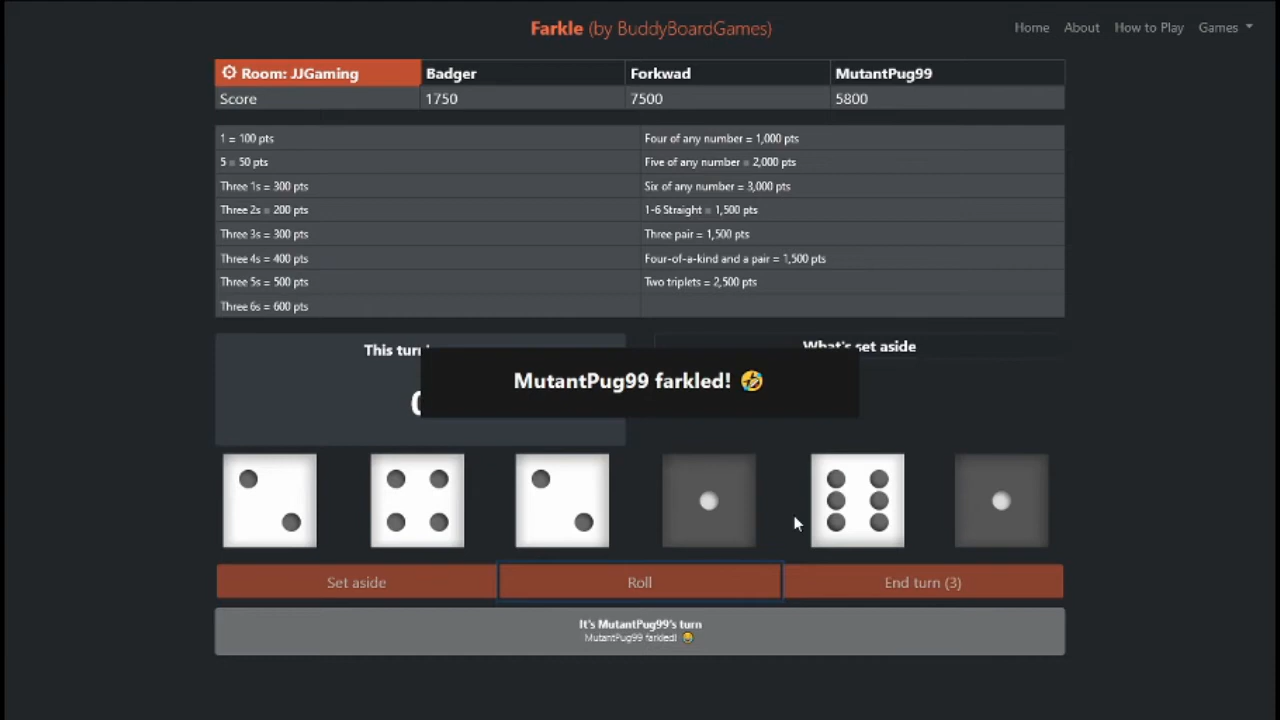 Farkle (by BuddyBoardGames)
Home About How to Play Games
Room: JJGaming Badger Forkwad MutantPug99
Score 1750 7500 5800
1 = 100 pts Four of any number = 1,000 pts
5 = 50 pts Five of any number = 2,000 pts
Three 1s = 300 pts Six of any number = 3,000 pts
Three 2s = 200 pts 1-6 Straight = 1,500 pts
Three 3s = 300 pts Three pair = 1,500 pts
Three 4s = 400 pts Four-of-a-kind and a pair = 1,500 pts
Three 5s = 500 pts Two triplets = 2,500 pts
Three 6s = 600 pts
This turn What's set aside
MutantPug99 farkled! 🤣
Set aside Roll End turn (3)
It's MutantPug99's turn
MutantPug99 farkled!